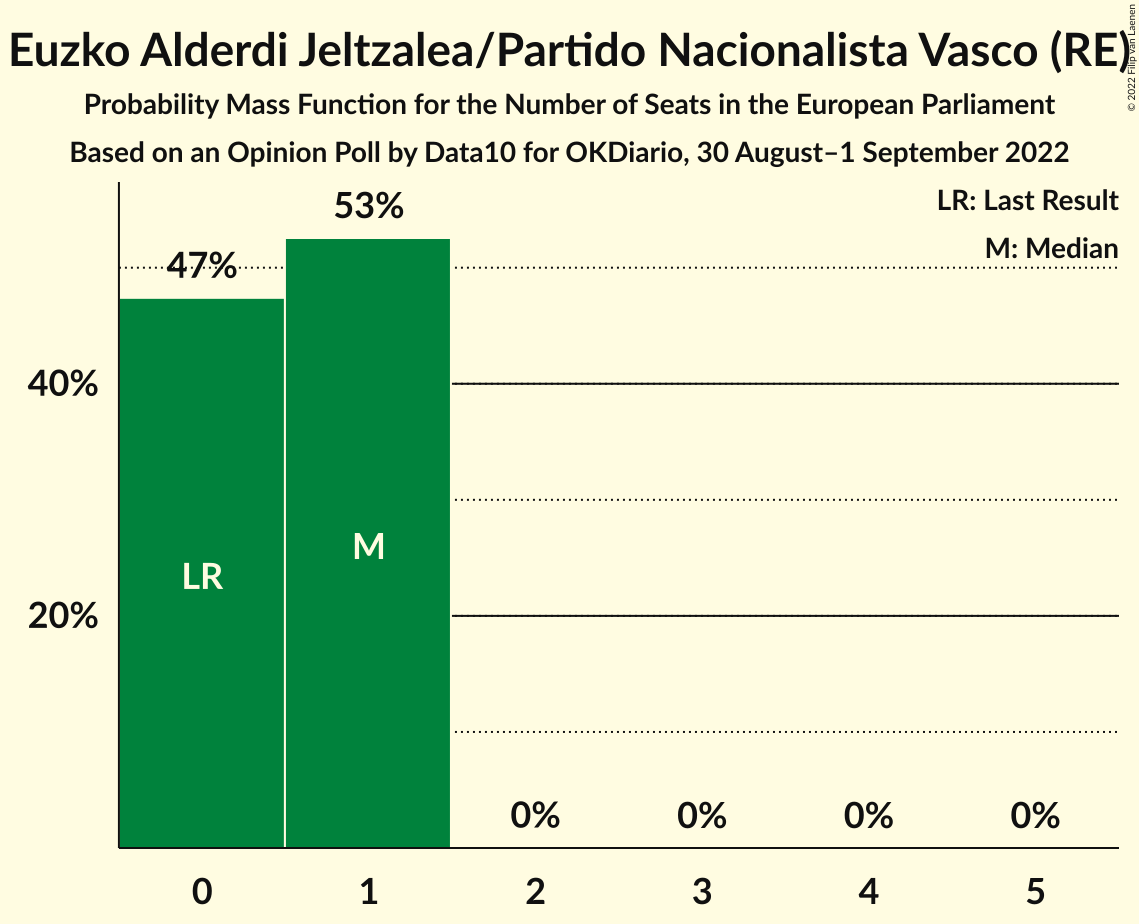 Euzko Alderdi Jeltzalea/Partido Nacionalista Vasco (RE)
© 2022 Filip van Laenen
Probability Mass Function for the Number of Seats in the European Parliament
Based on an Opinion Poll by Data10 for OKDiario, 30 August–1 September 2022
LR: Last Result
M: Median
53%
47%
40%
20%
LR
M
0%
0%
0%
0%
0
1
2
3
4
5